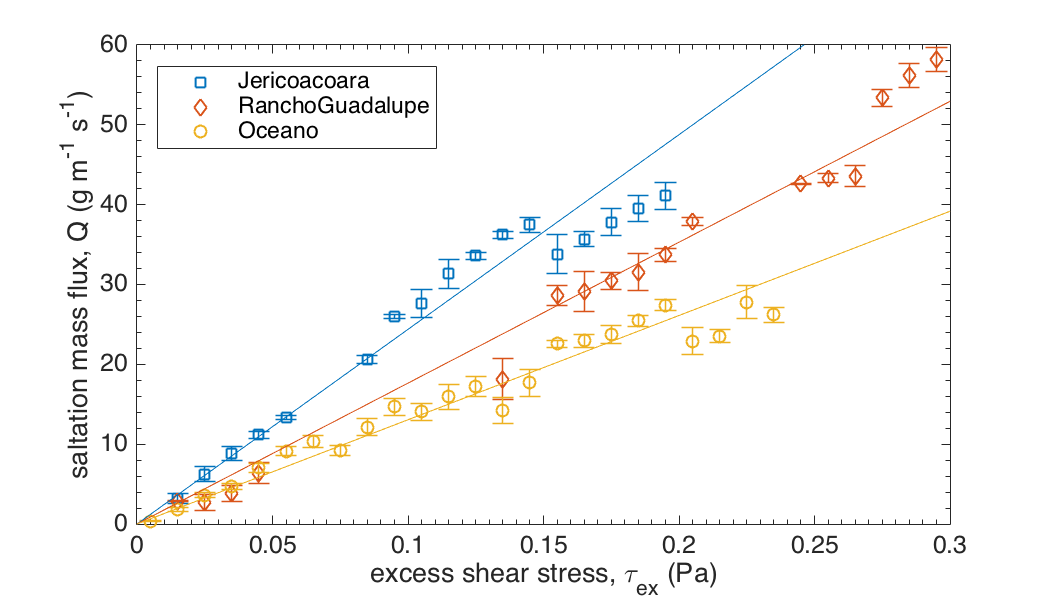 60
50
40
30
20
10
0
saltation mass flux, Q (g m⁻¹ s⁻¹)
Jericoacoara
RanchoGuadalupe
Oceano
0 0.05 0.1 0.15 0.2 0.25 0.3
excess shear stress, τ_ex (Pa)